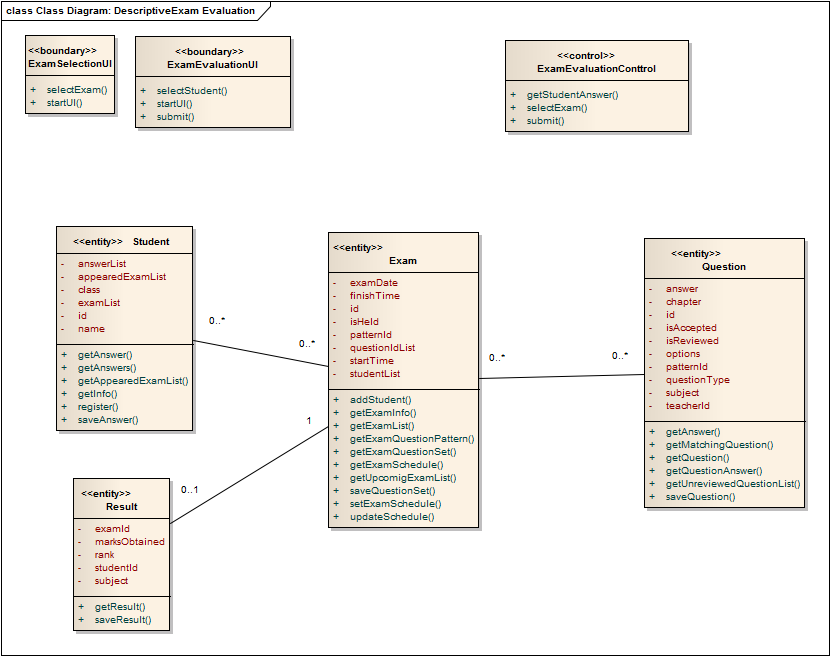 class Class Diagram: DescriptiveExam Evaluation
<<boundary>>
ExamSelectionUI
+ selectExam()
+ startUI()
<<boundary>>
ExamEvaluationUI
+ selectStudent()
+ startUI()
+ submit()
<<control>>
ExamEvaluationConttrol
+ getStudentAnswer()
+ selectExam()
+ submit()
<<entity>> Student
- answerList
- appearedExamList
- class
- examList
- id
- name
+ getAnswer()
+ getAnswers()
+ getAppearedExamList()
+ getInfo()
+ register()
+ saveAnswer()
0..*
0..*
<<entity>>
Exam
- examDate
- finishTime
- id
- isHeld
- patternId
- questionIdList
- startTime
- studentList
+ addStudent()
+ getExamInfo()
+ getExamList()
+ getExamQuestionPattern()
+ getExamQuestionSet()
+ getExamSchedule()
+ getUpcomigExamList()
+ saveQuestionSet()
+ setExamSchedule()
+ updateSchedule()
0..*
0..*
<<entity>>
Question
- answer
- chapter
- id
- isAccepted
- isReviewed
- options
- patternId
- questionType
- subject
- teacherId
+ getAnswer()
+ getMatchingQuestion()
+ getQuestion()
+ getQuestionAnswer()
+ getUnreviewedQuestionList()
+ saveQuestion()
1
0..1
<<entity>>
Result
- examId
- marksObtained
- rank
- studentId
- subject
+ getResult()
+ saveResult()